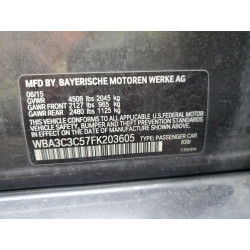 MFD. BY BAYERISCHE MOTOREN WERKE AG
06/15
GVWR 4508 lbs 2045 kg
GAWR FRONT 2127 lbs 965 kg
GAWR REAR 2480 lbs 1125 kg
THIS VEHICLE CONFORMS TO ALL APPLICABLE
FEDERAL MOTOR VEHICLE SAFETY, BUMPER, AND
THEFT PREVENTION STANDARDS IN EFFECT ON THE
DATE OF MANUFACTURE SHOWN ABOVE.
WBA3C3C57FK203605 TYPE: PASSENGER CAR